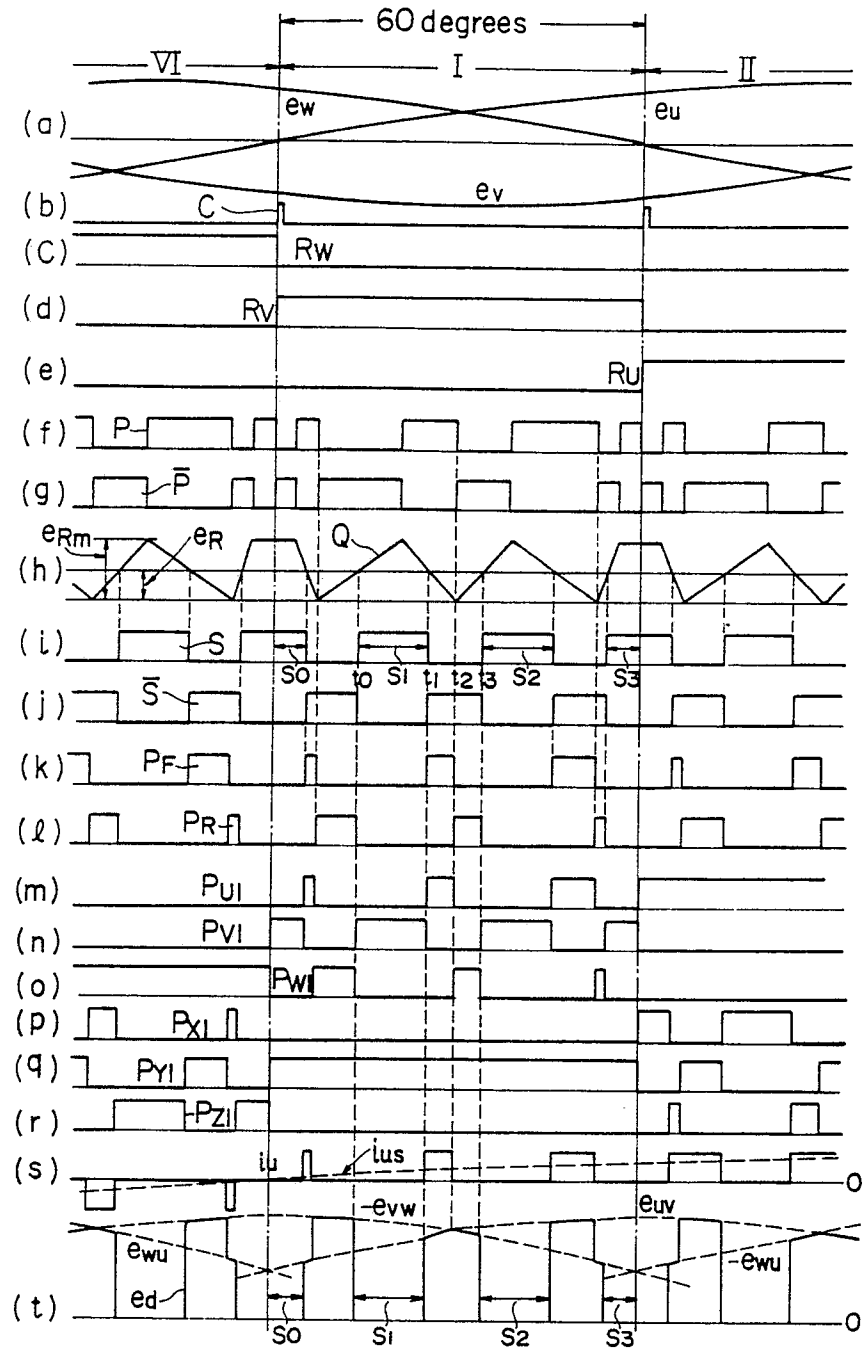 60 degrees
VI I II
(a) ew eu
ev
(b) C
(C) Rw
(d) Rv
(e) Ru
(f) P
(g) P̅
(h) eRm eR Q
(i) S S0 t0 S1 t1 t2 t3 S2 S3
(j) S̅
(k) PF
(l) PR
(m) PU1
(n) PV1
(o) PW1
(p) PX1
(q) PY1
(r) PZ1
(s) iu ius 0
-evw euv
ewu -ewu
(t) ed 0
S0 S1 S2 S3